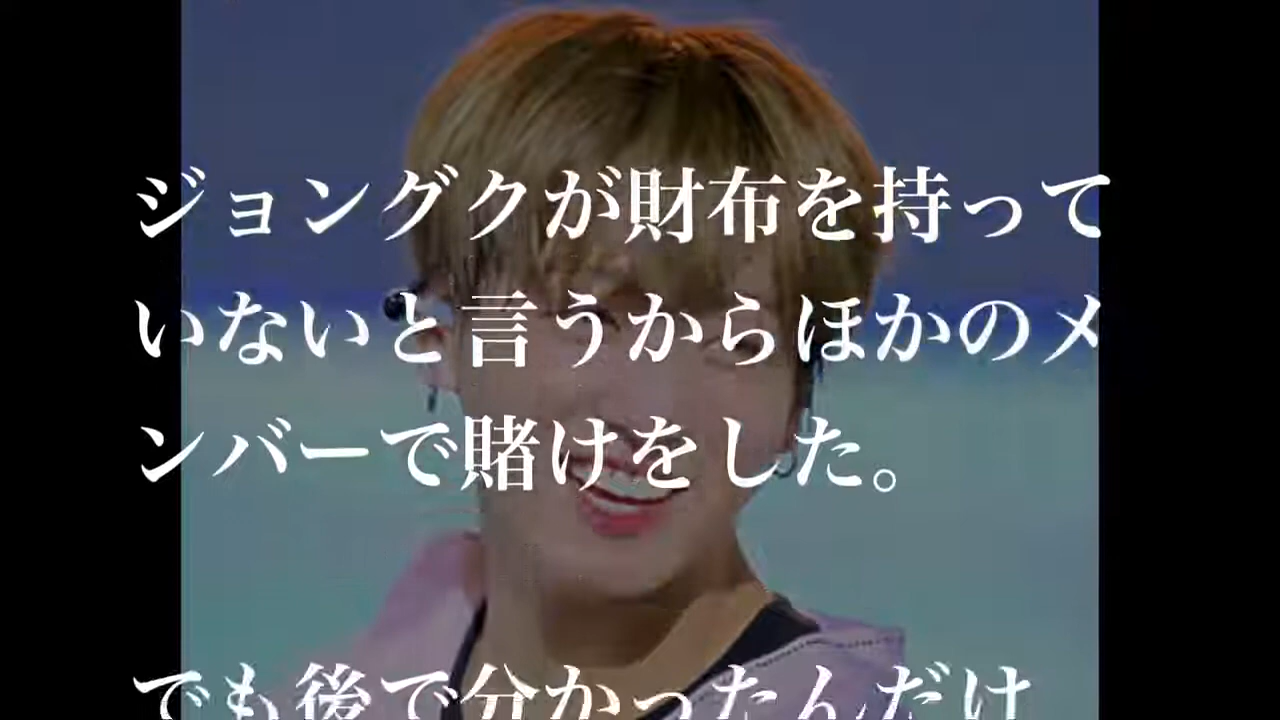 ジョングクが財布を持って
いないと言うからほかのメ
ンバーで賭けをした。
でも後で分かったんだけ